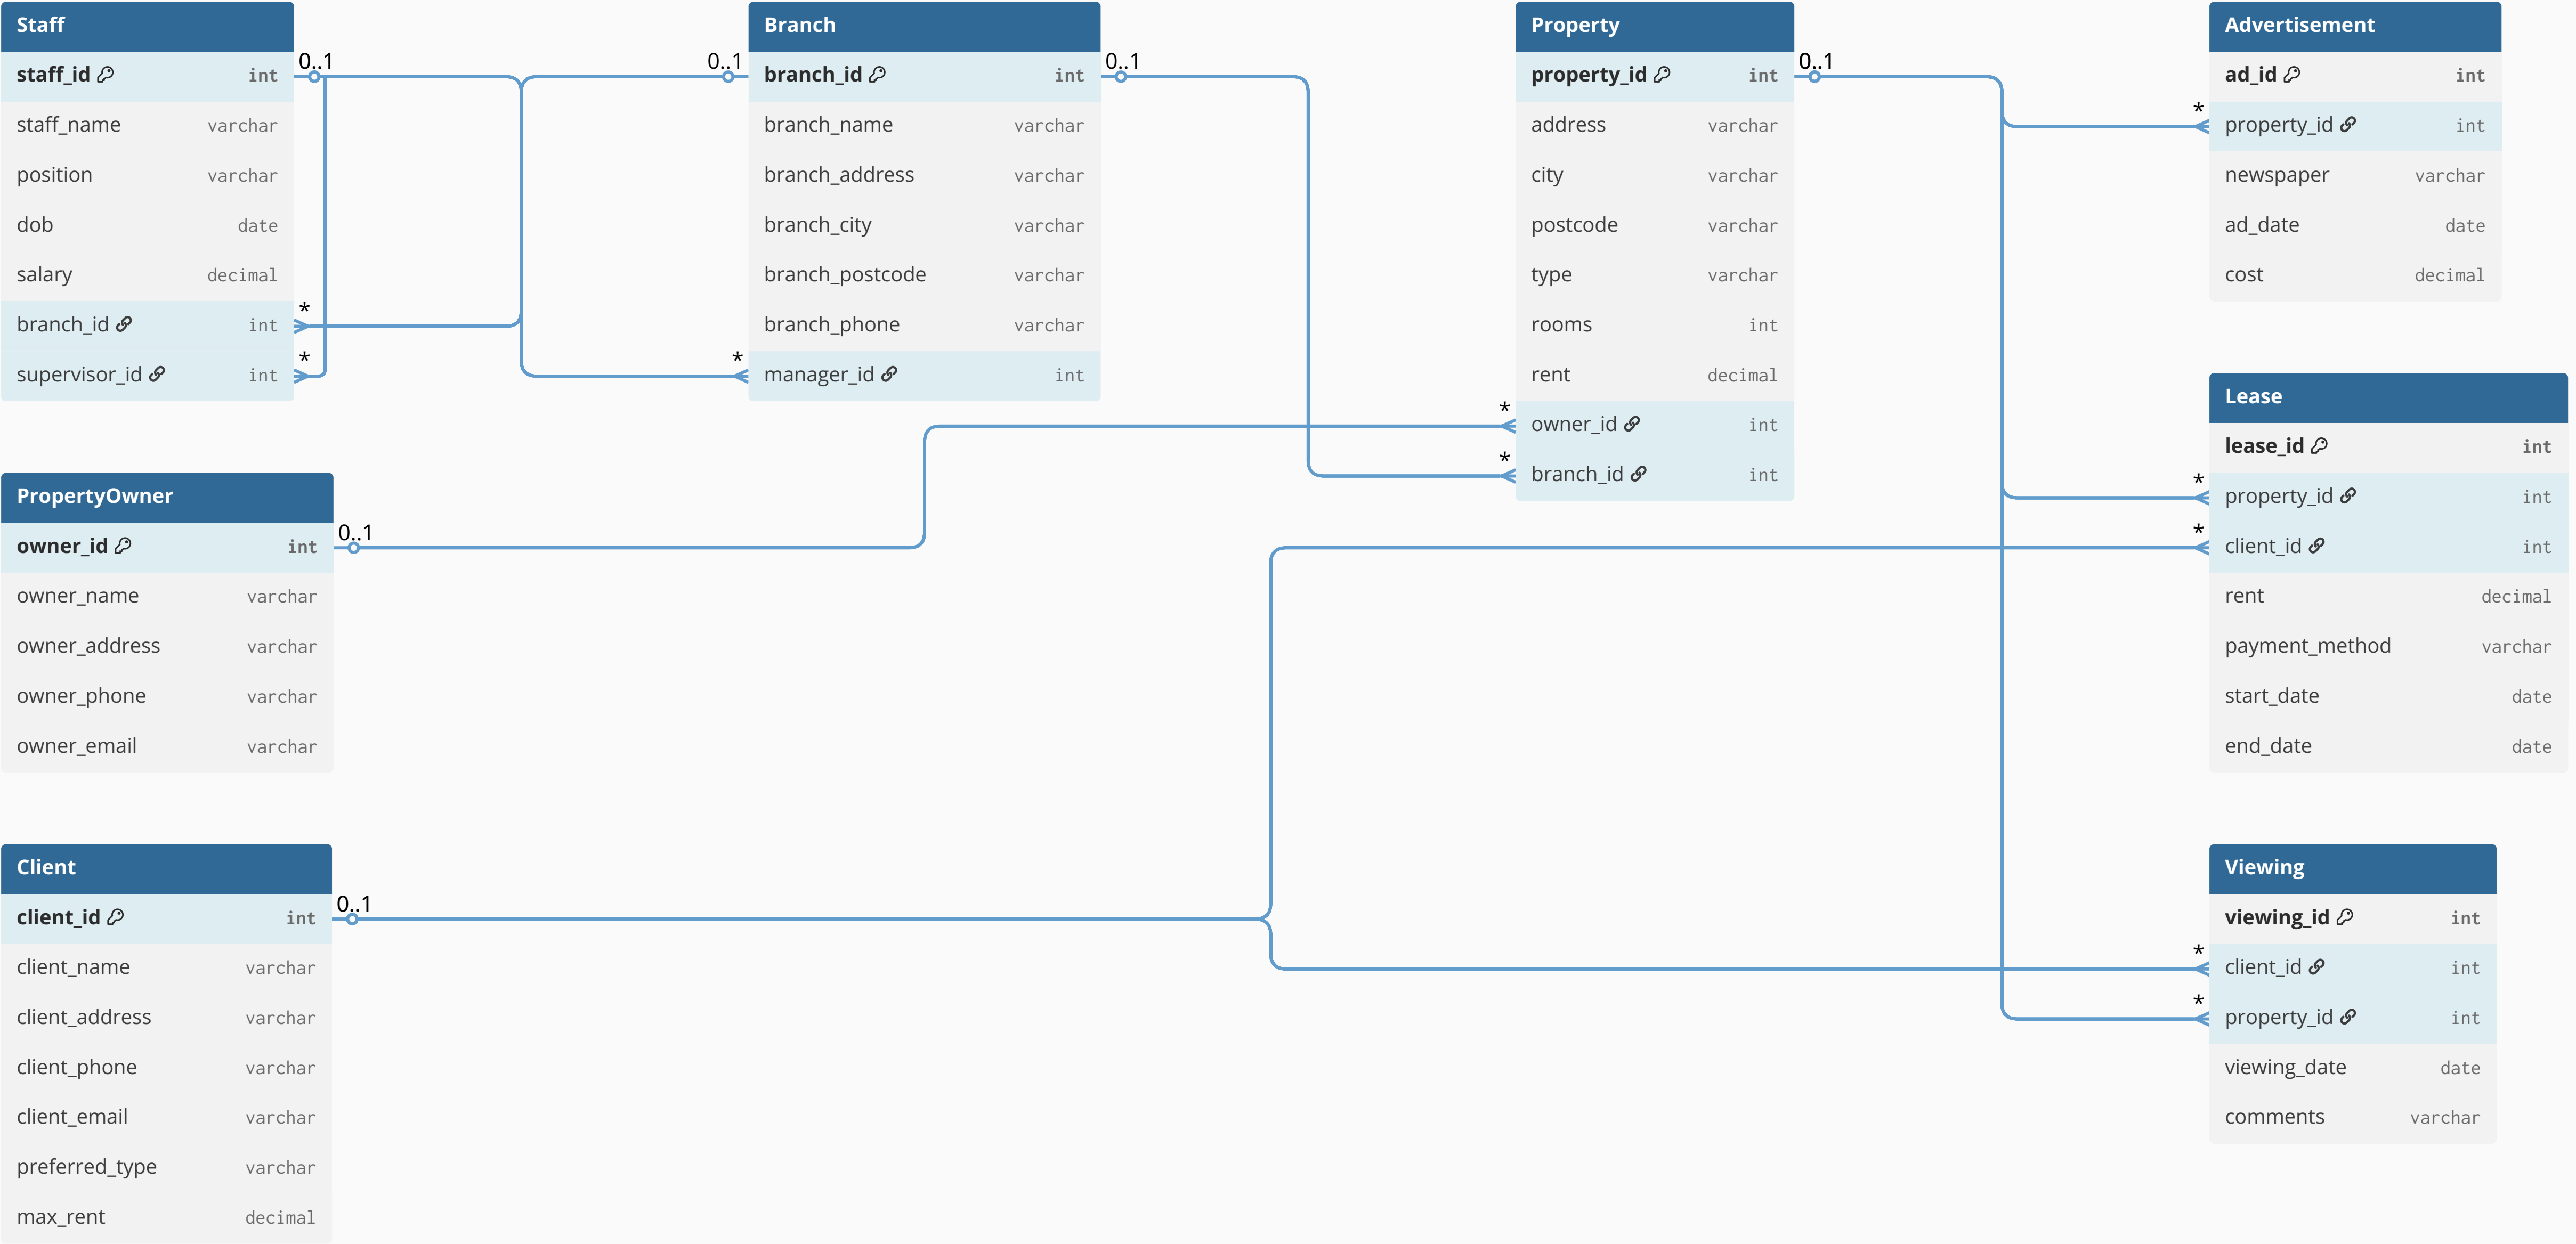 Staff
0..1
staff_id int
staff_name varchar
position varchar
dob date
salary decimal
*
branch_id int
*
supervisor_id int
Branch
0..1
0..1
branch_id int
branch_name varchar
branch_address varchar
branch_city varchar
branch_postcode varchar
branch_phone varchar
*
manager_id int
Property
0..1
property_id int
address varchar
city varchar
postcode varchar
type varchar
rooms int
rent decimal
*
owner_id int
*
branch_id int
Advertisement
ad_id int
*
property_id int
newspaper varchar
ad_date date
cost decimal
PropertyOwner
0..1
owner_id int
owner_name varchar
owner_address varchar
owner_phone varchar
owner_email varchar
Lease
lease_id int
*
property_id int
*
client_id int
rent decimal
payment_method varchar
start_date date
end_date date
Client
0..1
client_id int
client_name varchar
client_address varchar
client_phone varchar
client_email varchar
preferred_type varchar
max_rent decimal
Viewing
viewing_id int
*
client_id int
*
property_id int
viewing_date date
comments varchar